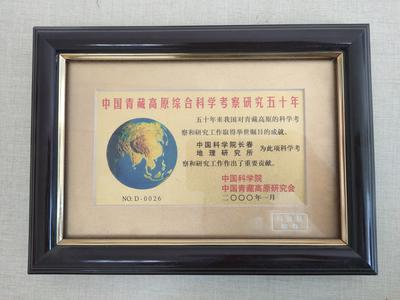 中国青藏高原综合科学考察研究五十年
五十年来我国对青藏高原的科学考
察和研究工作取得举世瞩目的成就。
中国科学院长春
地理研究所
为此项科学考
察和研究工作作出了重要贡献。
中国科学院
中国青藏高原研究会
二〇〇〇年一月
NO: D-0026